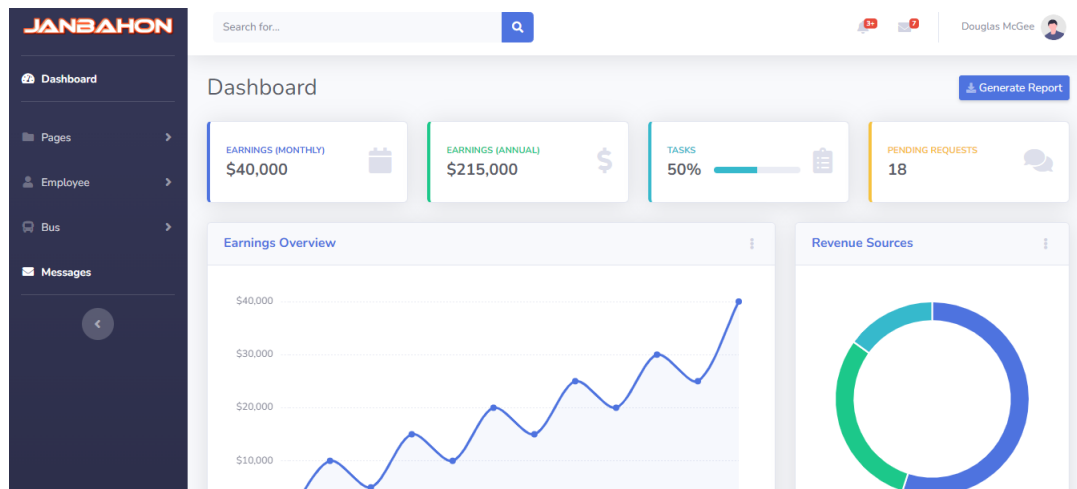 JANBAHON
Search for...
3+
7
Douglas McGee
Dashboard
Pages
Employee
Bus
Messages
Dashboard
Generate Report
EARNINGS (MONTHLY)
$40,000
EARNINGS (ANNUAL)
$215,000
TASKS
50%
PENDING REQUESTS
18
Earnings Overview
$40,000
$30,000
$20,000
$10,000
Revenue Sources